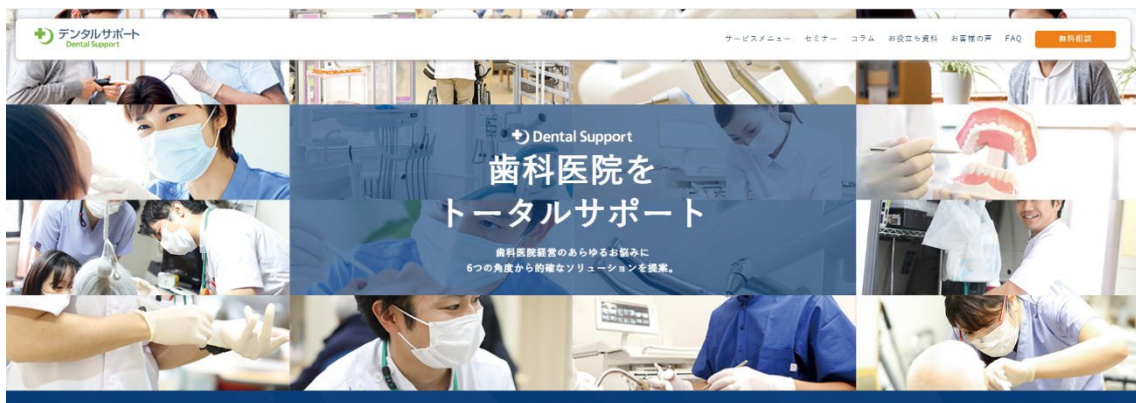 デンタルサポート
Dental Support
サービスメニュー セミナー コラム お役立ち資料 お客様の声 FAQ 無料相談
Dental Support
歯科医院を
トータルサポート
歯科医院経営のあらゆるお悩みに
6つの角度から的確なソリューションを提案。